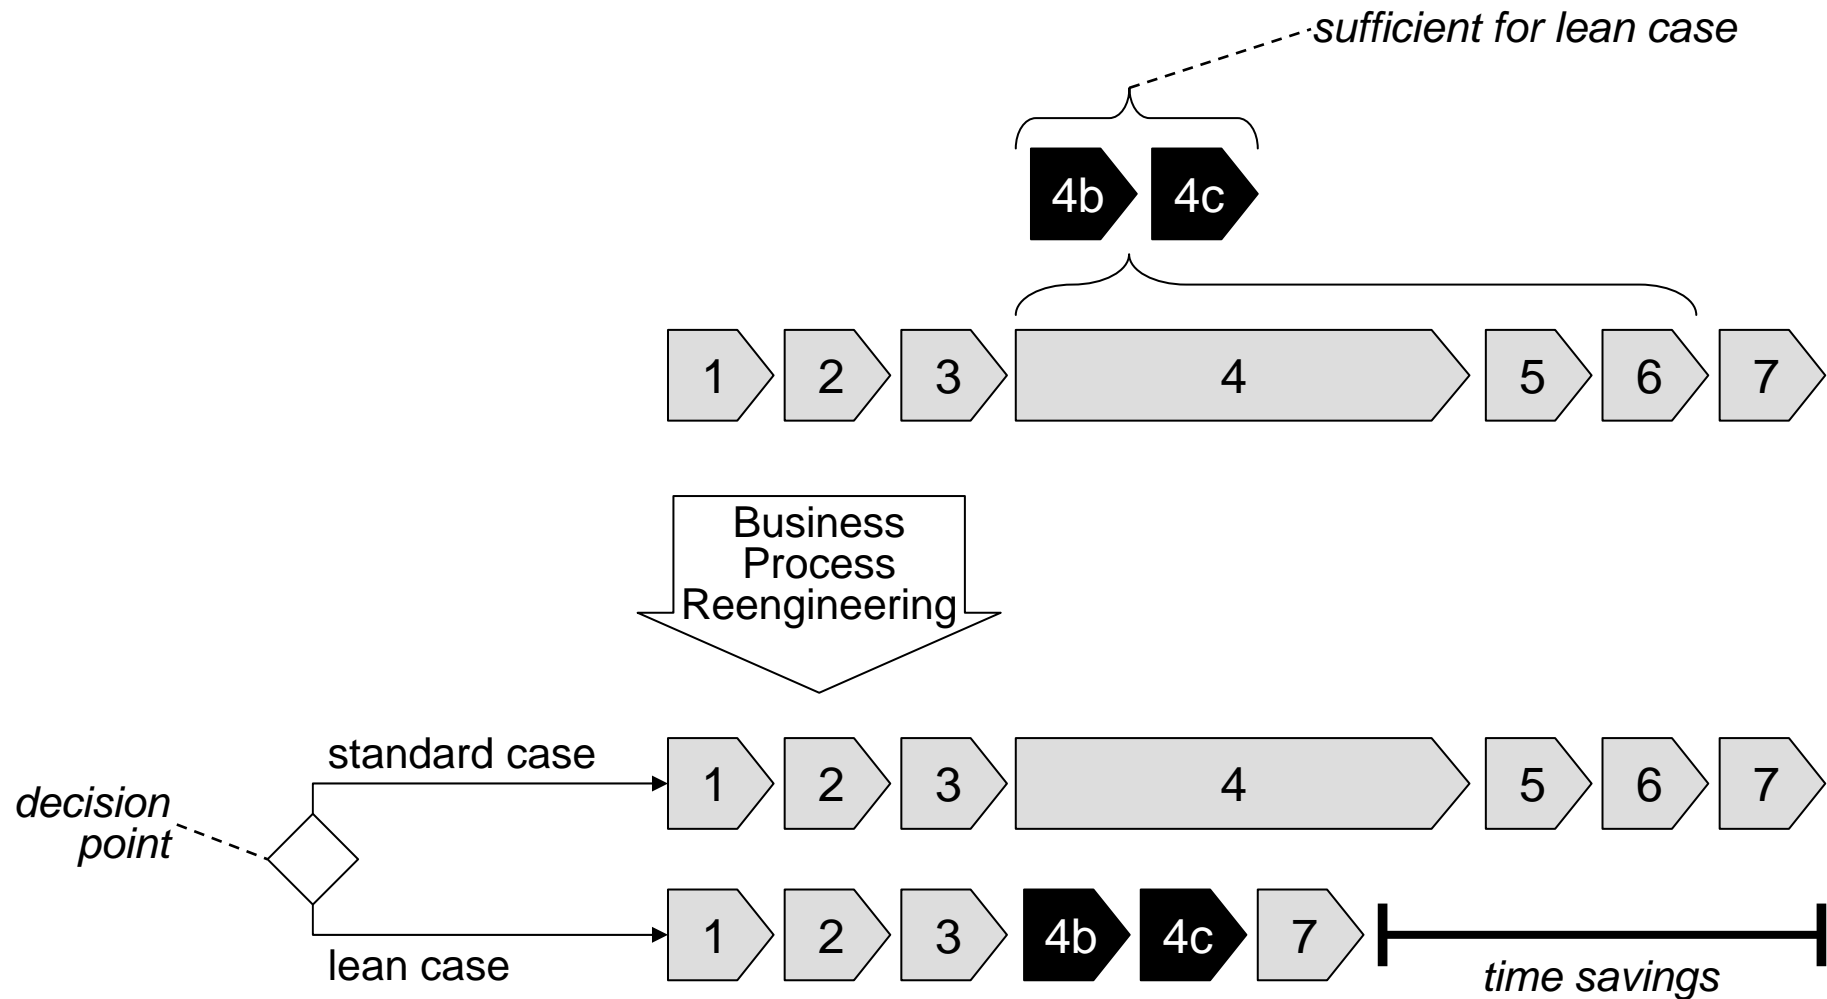 sufficient for lean case
4b 4c
1 2 3 4 5 6 7
Business
Process
Reengineering
standard case
1 2 3 4 5 6 7
decision
point
1 2 3 4b 4c 7
lean case
time savings